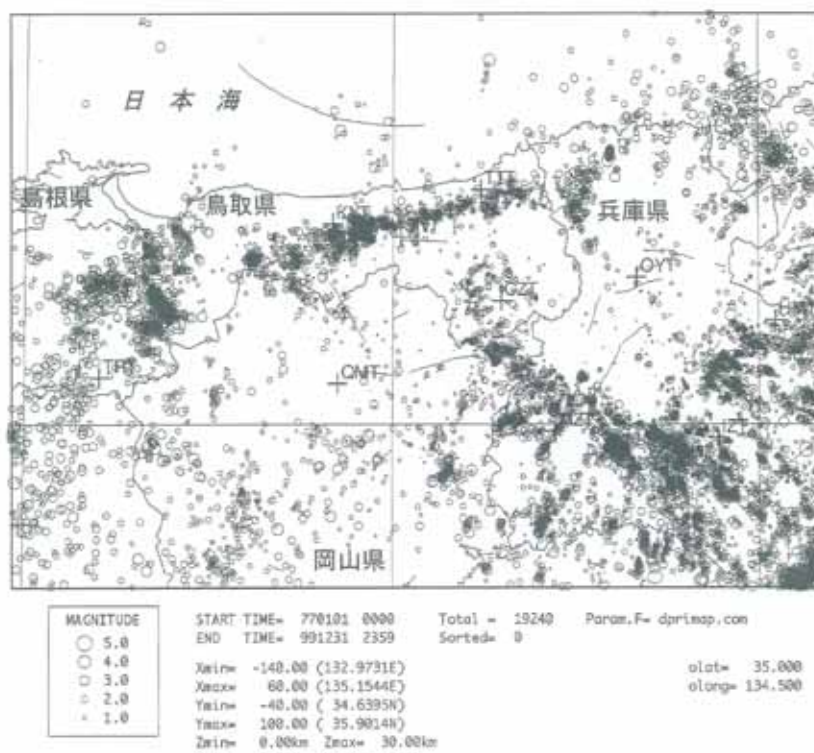 日本海
島根県
鳥取県
兵庫県
OYT
TRT
ONT
岡山県
MAGNITUDE
5.0
4.0
3.0
2.0
1.0
START TIME= 770101 0000 Total = 19240 Param.F= dprimap.com
END TIME= 991231 2359 Sorted= 0
Xmin= -140.00 (132.9731E) olat= 35.000
Xmax= 60.00 (135.1544E) olong= 134.500
Ymin= -40.00 ( 34.6395N)
Ymax= 100.00 ( 35.9014N)
Zmin= 0.00km Zmax= 30.00km